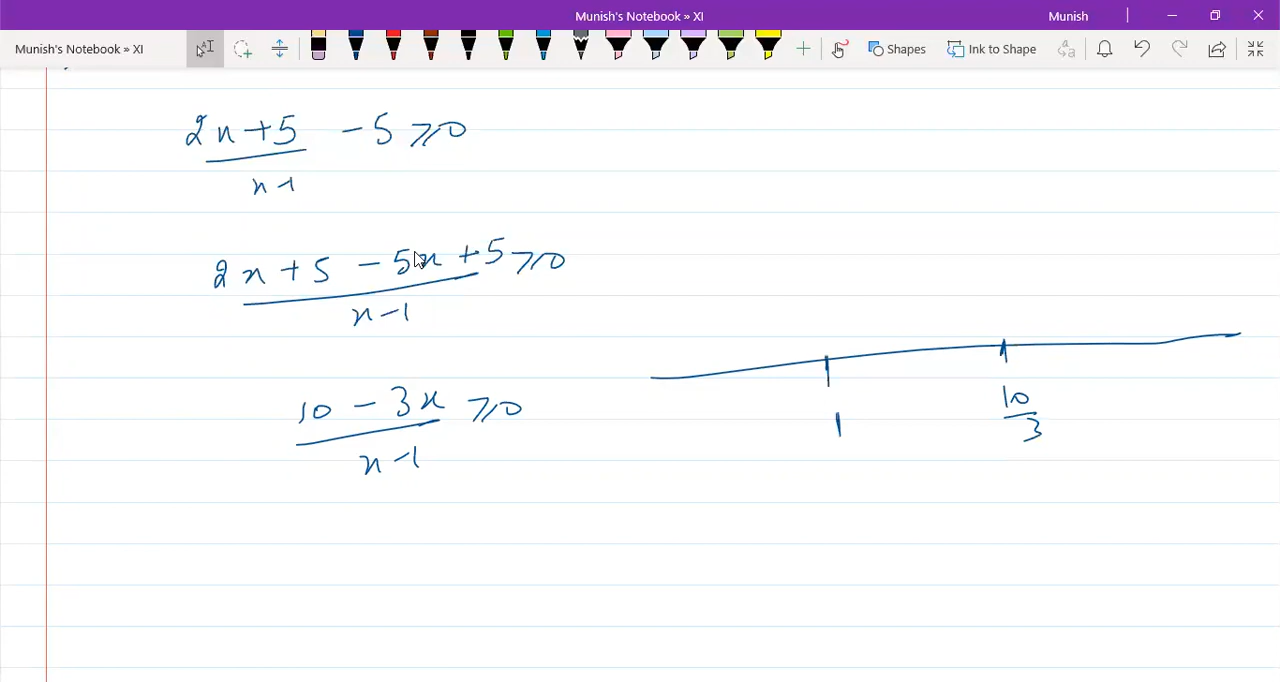 Munish's Notebook » XI
Munish
Munish's Notebook » XI
Shapes
Ink to Shape
2x + 5 - 5 ≥ 0
x - 1
2x + 5 - 5x + 5 ≥ 0
x - 1
10 - 3x ≥ 0
x - 1
1
10
3